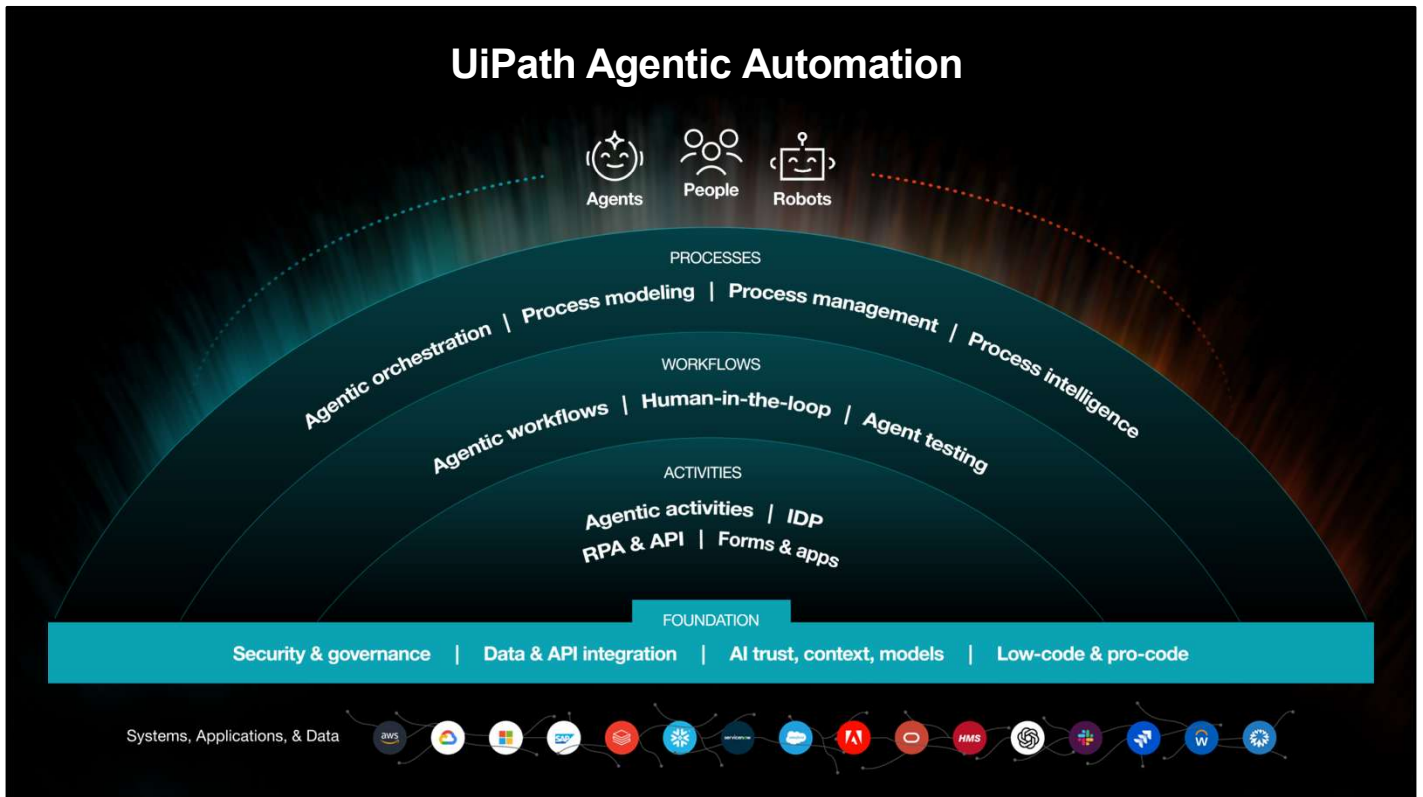 UiPath Agentic Automation
Agents
People
Robots
PROCESSES
Agentic orchestration | Process modeling | Process management | Process intelligence
WORKFLOWS
Agentic workflows | Human-in-the-loop | Agent testing
ACTIVITIES
Agentic activities | IDP
RPA & API | Forms & apps
FOUNDATION
Security & governance | Data & API integration | AI trust, context, models | Low-code & pro-code
Systems, Applications, & Data
aws
SAP
servicenow
HMS
W